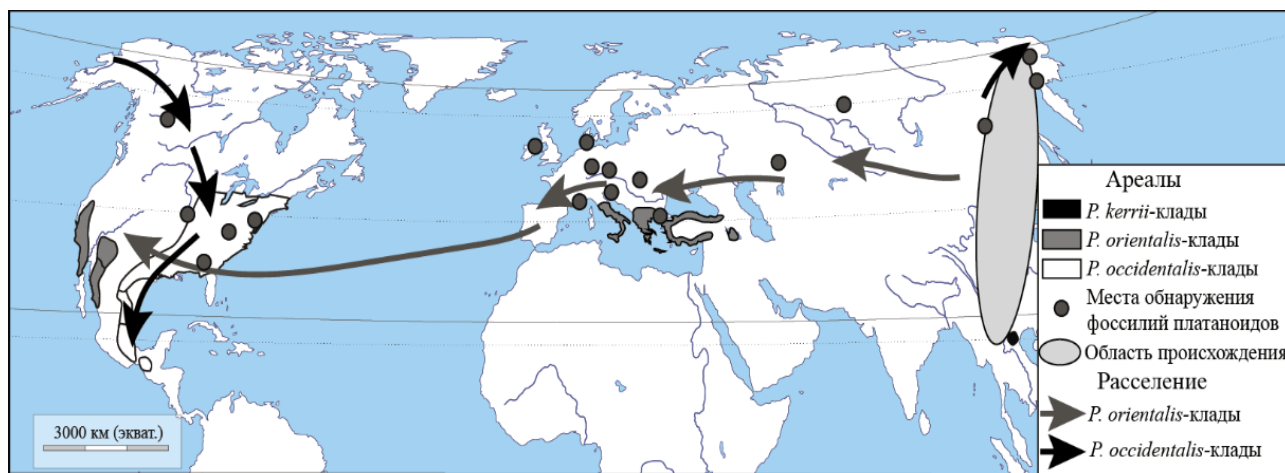 Ареалы
P. kerrii-клады
P. orientalis-клады
P. occidentalis-клады
Места обнаружения
фоссилий платаноидов
Область происхождения
Расселение
P. orientalis-клады
P. occidentalis-клады
3000 км (экват.)